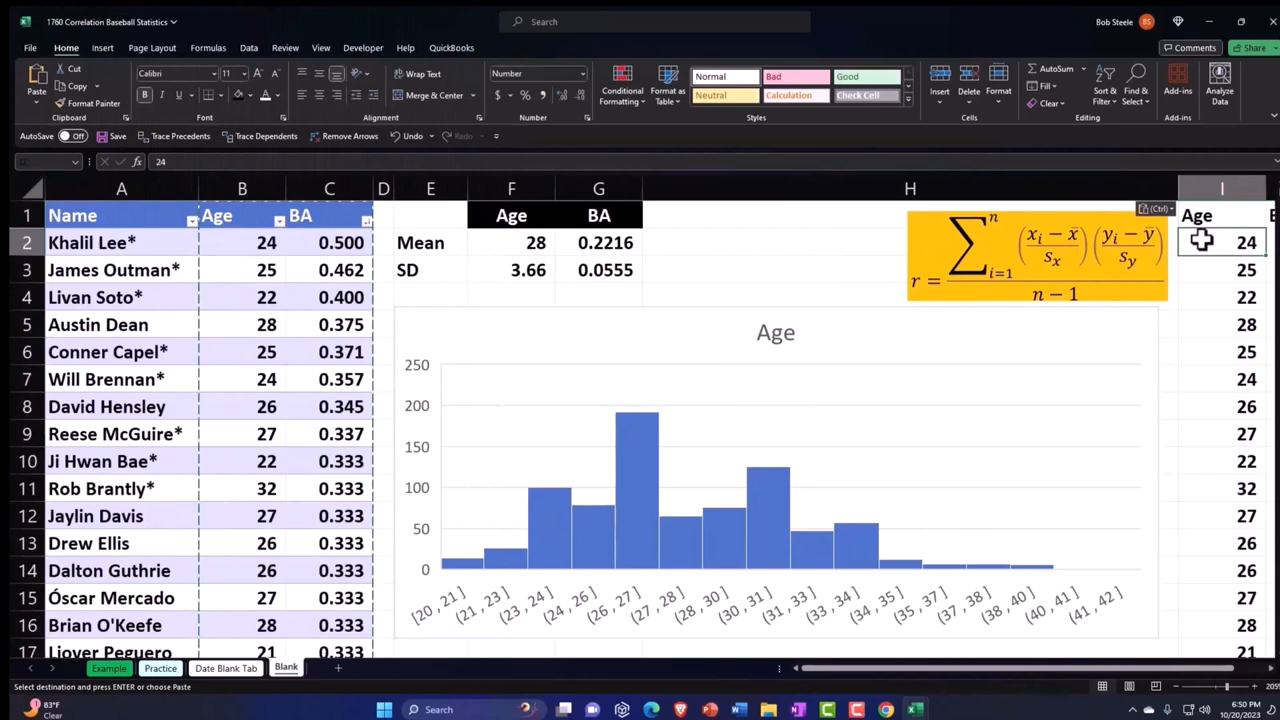 1760 Correlation Baseball Statistics
Search
Bob Steele
BS
File Home Insert Page Layout Formulas Data Review View Developer Help QuickBooks
Comments Share
Paste
Cut
Copy
Format Painter
Clipboard
Calibri 11
Font
Wrap Text
Merge & Center
Alignment
Number
Number
Conditional Formatting
Format as Table
Normal Bad Good
Neutral Calculation Check Cell
Styles
Insert Delete Format
Cells
AutoSum
Fill
Clear
Sort & Filter
Find & Select
Editing
Add-ins
Add-ins
Analyze Data
AutoSave Off Save Trace Precedents Trace Dependents Remove Arrows Undo Redo
fx 24
A B C D E F G H I
1 Name Age BA Age BA Age
2 Khalil Lee* 24 0.500 Mean 28 0.2216 24
3 James Outman* 25 0.462 SD 3.66 0.0555 25
4 Livan Soto* 22 0.400 22
5 Austin Dean 28 0.375 28
6 Conner Capel* 25 0.371 25
7 Will Brennan* 24 0.357 24
8 David Hensley 26 0.345 26
9 Reese McGuire* 27 0.337 27
10 Ji Hwan Bae* 22 0.333 22
11 Rob Brantly* 32 0.333 32
12 Jaylin Davis 27 0.333 27
13 Drew Ellis 26 0.333 26
14 Dalton Guthrie 26 0.333 26
15 Óscar Mercado 27 0.333 27
16 Brian O'Keefe 28 0.333 28
17 Liover Peguero 21 0.333 21
(Ctrl)
r = ∑ n i=1 (xi − x̄ / sx) (yi − ȳ / sy) / n − 1
Age
250
200
150
100
50
0
[20 , 21 ] (21 , 23 ] (23 , 24 ] (24 , 26 ] (26 , 27 ] (27 , 28 ] (28 , 30 ] (30 , 31 ] (31 , 33 ] (33 , 34 ] (34 , 35 ] (35 , 37 ] (37 , 38 ] (38 , 40 ] (40 , 41 ] (41 , 42 ]
Example Practice Date Blank Tab Blank
Select destination and press ENTER or choose Paste
83°F
Clear
Search
6:50 PM
10/20/2023